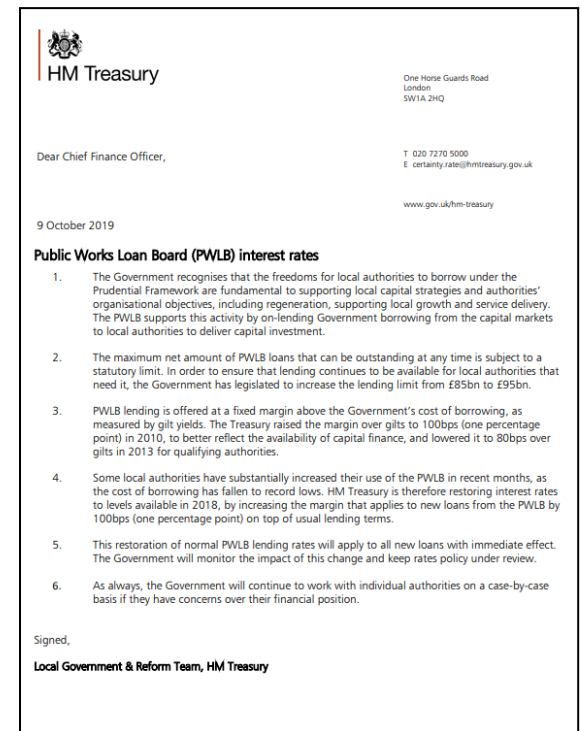 HM Treasury
One Horse Guards Road
London
SW1A 2HQ
Dear Chief Finance Officer,
T 020 7270 5000
E certainty.rate@hmtreasury.gov.uk
www.gov.uk/hm-treasury
9 October 2019
Public Works Loan Board (PWLB) interest rates
1. The Government recognises that the freedoms for local authorities to borrow under the
Prudential Framework are fundamental to supporting local capital strategies and authorities'
organisational objectives, including regeneration, supporting local growth and service delivery.
The PWLB supports this activity by on-lending Government borrowing from the capital markets
to local authorities to deliver capital investment.
2. The maximum net amount of PWLB loans that can be outstanding at any time is subject to a
statutory limit. In order to ensure that lending continues to be available for local authorities that
need it, the Government has legislated to increase the lending limit from £85bn to £95bn.
3. PWLB lending is offered at a fixed margin above the Government's cost of borrowing, as
measured by gilt yields. The Treasury raised the margin over gilts to 100bps (one percentage
point) in 2010, to better reflect the availability of capital finance, and lowered it to 80bps over
gilts in 2013 for qualifying authorities.
4. Some local authorities have substantially increased their use of the PWLB in recent months, as
the cost of borrowing has fallen to record lows. HM Treasury is therefore restoring interest rates
to levels available in 2018, by increasing the margin that applies to new loans from the PWLB by
100bps (one percentage point) on top of usual lending terms.
5. This restoration of normal PWLB lending rates will apply to all new loans with immediate effect.
The Government will monitor the impact of this change and keep rates policy under review.
6. As always, the Government will continue to work with individual authorities on a case-by-case
basis if they have concerns over their financial position.
Signed,
Local Government & Reform Team, HM Treasury